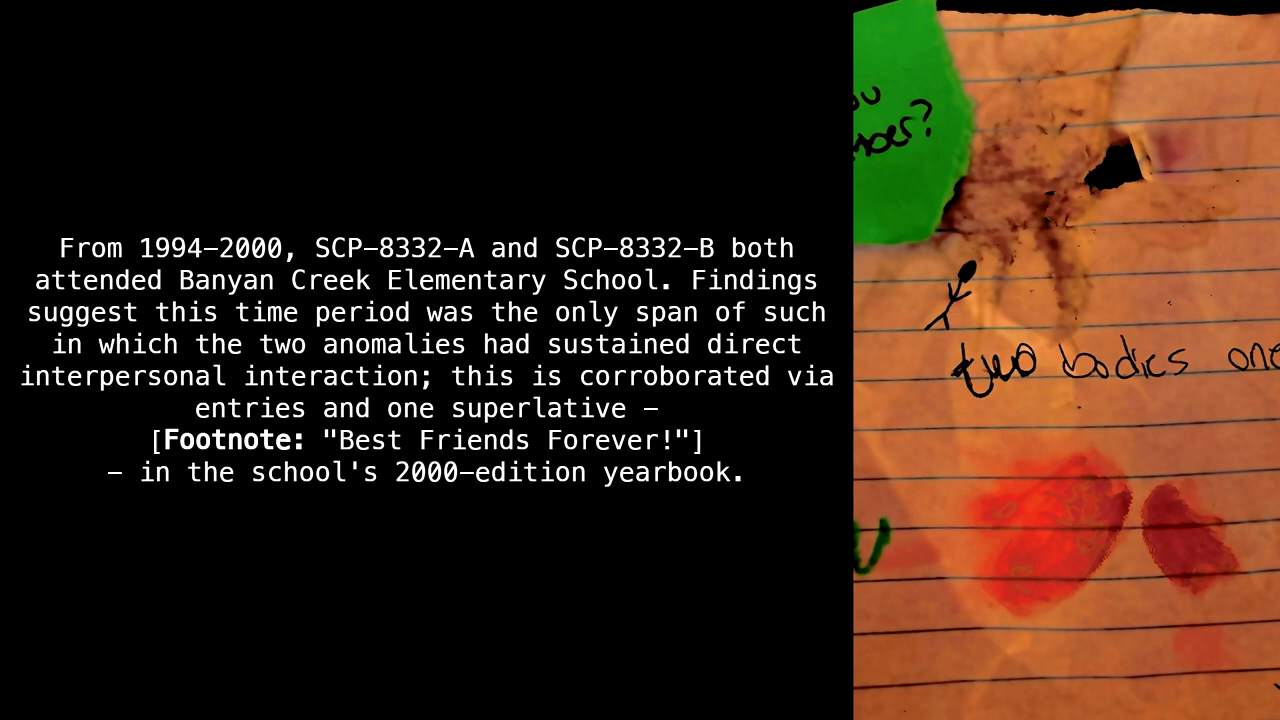 From 1994–2000, SCP–8332–A and SCP–8332–B both
attended Banyan Creek Elementary School. Findings
suggest this time period was the only span of such
in which the two anomalies had sustained direct
interpersonal interaction; this is corroborated via
entries and one superlative –
[Footnote: "Best Friends Forever!"]
– in the school's 2000–edition yearbook.
two bodies one